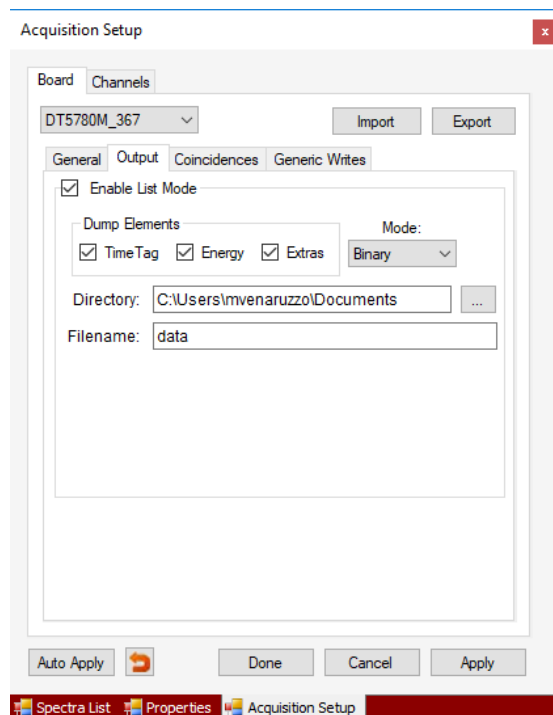 Acquisition Setup x
Board Channels
DT5780M_367 Import Export
General Output Coincidences Generic Writes
Enable List Mode
Dump Elements Mode:
TimeTag Energy Extras Binary
Directory: C:\Users\mvenaruzzo\Documents ...
Filename: data
Auto Apply Done Cancel Apply
Spectra List Properties Acquisition Setup